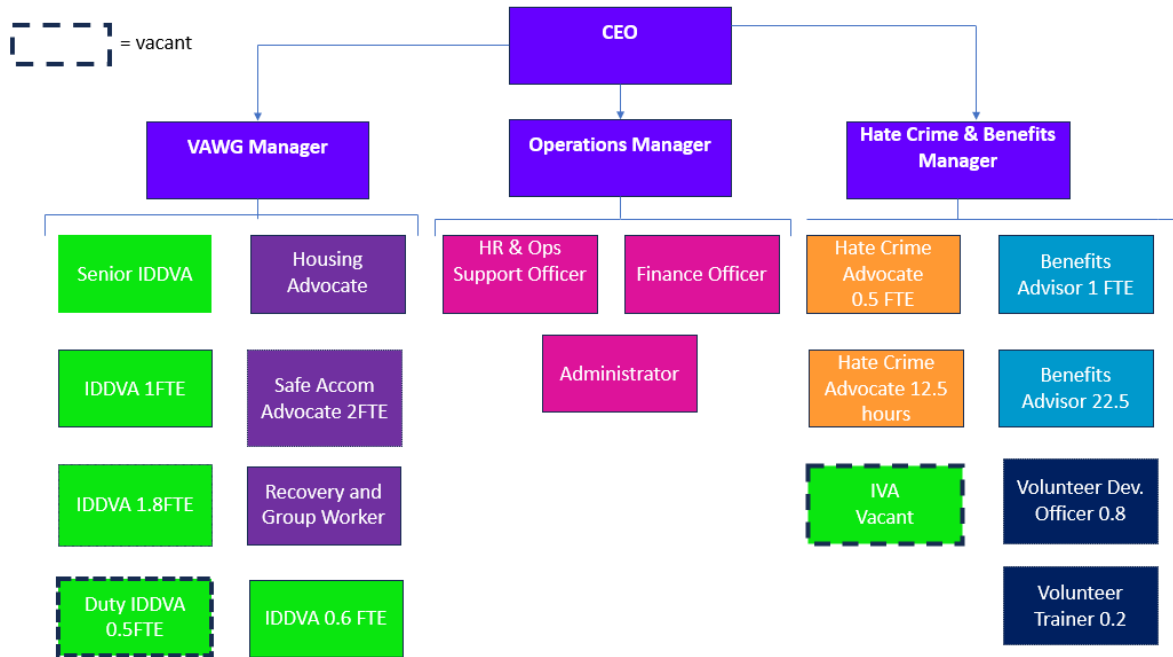 CEO
= vacant
VAWG Manager
Operations Manager
Hate Crime & Benefits
Manager
Senior IDDVA
Housing
Advocate
HR & Ops
Support Officer
Finance Officer
Hate Crime
Advocate
0.5 FTE
Benefits
Advisor 1 FTE
IDDVA 1FTE
Safe Accom
Advocate 2FTE
Administrator
Hate Crime
Advocate 12.5
hours
Benefits
Advisor 22.5
IDDVA 1.8FTE
Recovery and
Group Worker
IVA
Vacant
Volunteer Dev.
Officer 0.8
Duty IDDVA
0.5FTE
IDDVA 0.6 FTE
Volunteer
Trainer 0.2